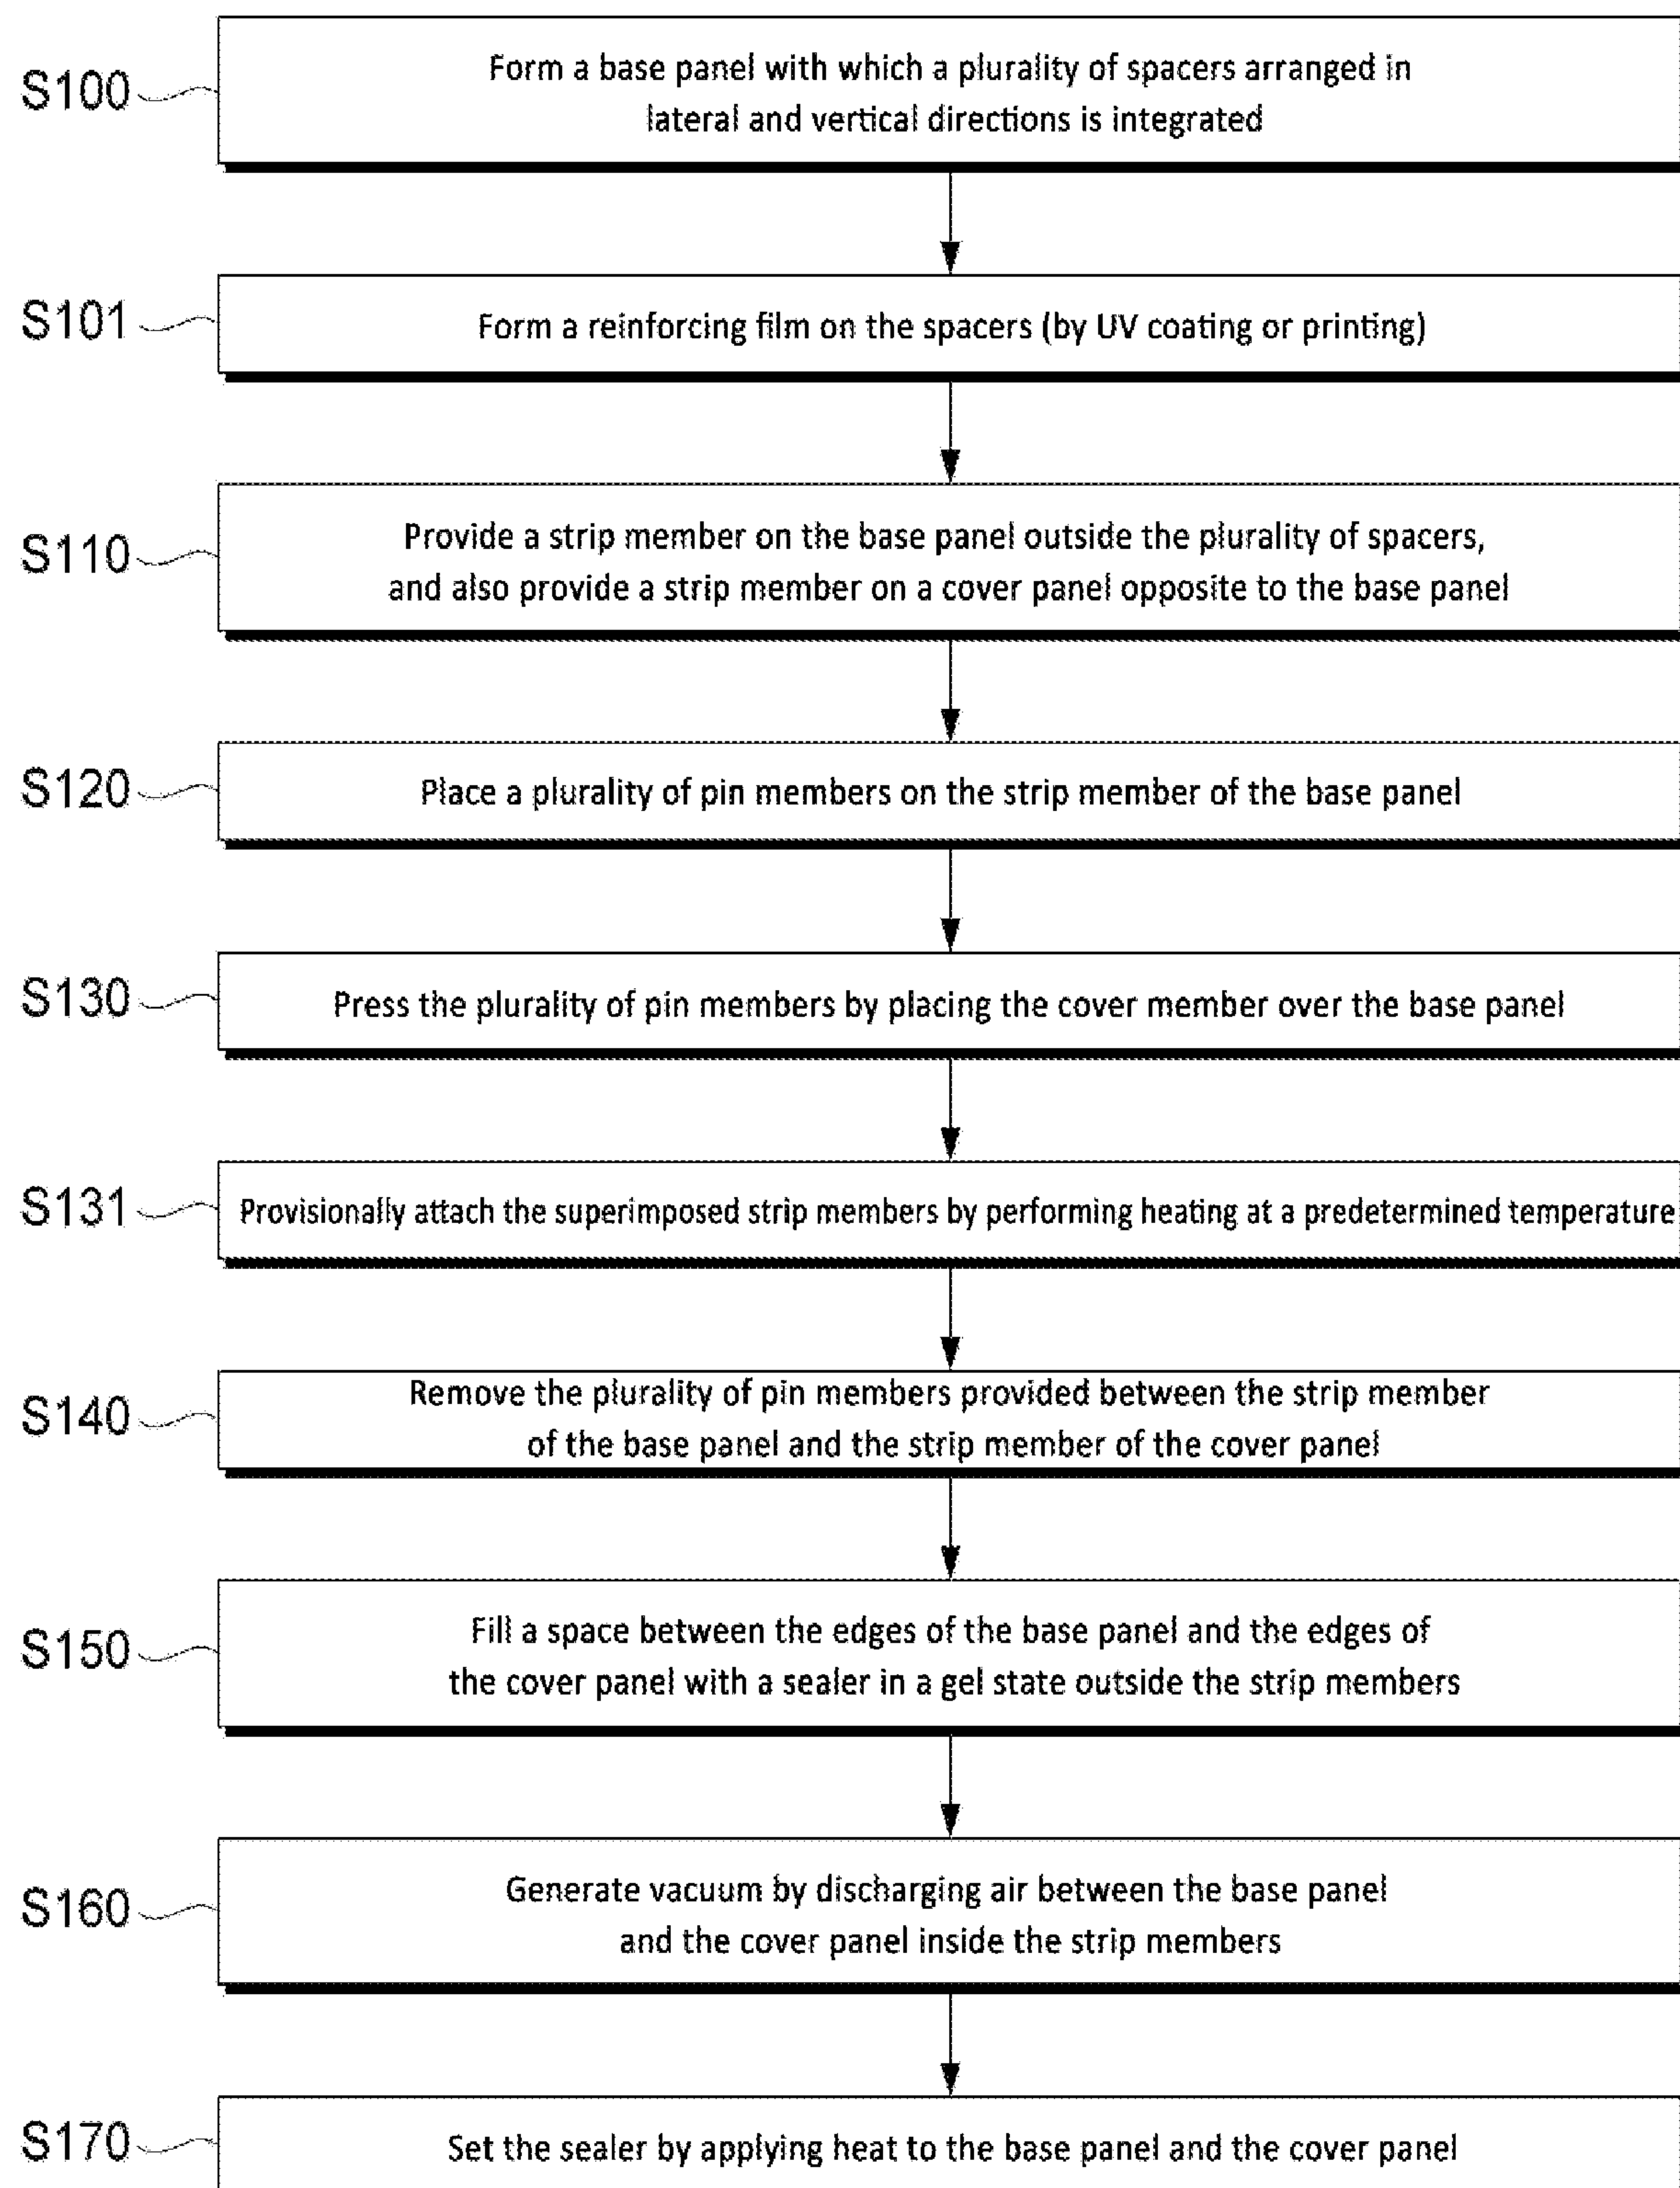 S100
Form a base panel with which a plurality of spacers arranged in
lateral and vertical directions is integrated
S101
Form a reinforcing film on the spacers (by UV coating or printing)
S110
Provide a strip member on the base panel outside the plurality of spacers,
and also provide a strip member on a cover panel opposite to the base panel
S120
Place a plurality of pin members on the strip member of the base panel
S130
Press the plurality of pin members by placing the cover member over the base panel
S131
Provisionally attach the superimposed strip members by performing heating at a predetermined temperature
S140
Remove the plurality of pin members provided between the strip member
of the base panel and the strip member of the cover panel
S150
Fill a space between the edges of the base panel and the edges of
the cover panel with a sealer in a gel state outside the strip members
S160
Generate vacuum by discharging air between the base panel
and the cover panel inside the strip members
S170
Set the sealer by applying heat to the base panel and the cover panel